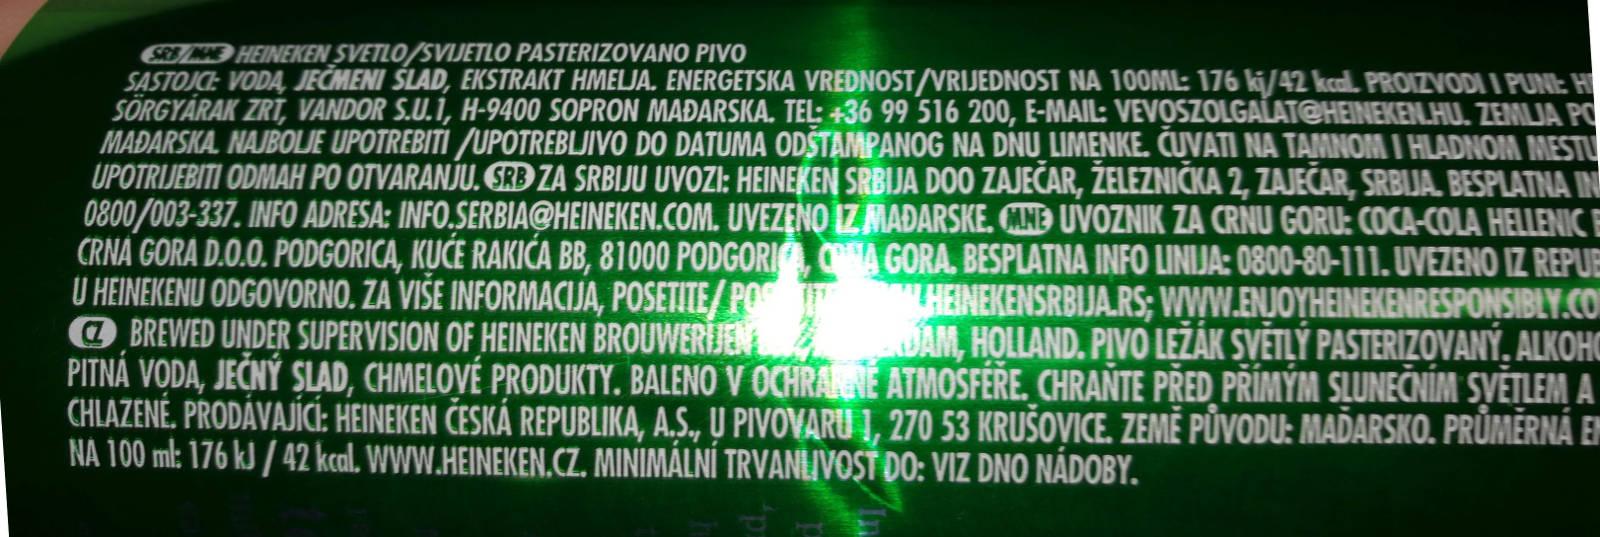 SRB/MNE HEINEKEN SVETLO/SVIJETLO PASTERIZOVANO PIVO
SASTOJCI: VODA, JEČMENI SLAD, EKSTRAKT HMELJA. ENERGETSKA VREDNOST/VRIJEDNOST NA 100ML: 176 kj/42 kcal. PROIZVODI I PUNI:
SÖRGYÁRAK ZRT, VANDOR S.U.1, H-9400 SOPRON MAĐARSKA. TEL: +36 99 516 200, E-MAIL: VEVOSZOLGALAT@HEINEKEN.HU. ZEMLJA
MAĐARSKA. NAJBOLJE UPOTREBITI /UPOTREBLJIVO DO DATUMA ODŠTAMPANOG NA DNU LIMENKE. ČUVATI NA TAMNOM I HLADNOM MESTU
UPOTRIJEBITI ODMAH PO OTVARANJU. SRB ZA SRBIJU UVOZI: HEINEKEN SRBIJA DOO ZAJEČAR, ŽELEZNIČKA 2, ZAJEČAR, SRBIJA. BESPLATNA
0800/003-337. INFO ADRESA: INFO.SERBIA@HEINEKEN.COM. UVEZENO IZ MAĐARSKE. MNE UVOZNIK ZA CRNU GORU: COCA-COLA HELLENIC
CRNA GORA D.O.O. PODGORICA, KUĆE RAKIĆA BB, 81000 PODGORICA, CRNA GORA. BESPLATNA INFO LINIJA: 0800-80-111. UVEZENO IZ
U HEINEKENU ODGOVORNO. ZA VIŠE INFORMACIJA, POSETITE/ HEINEKENSRBIJA.RS; WWW.ENJOYHEINEKENRESPONSIBLY.CO
CZ BREWED UNDER SUPERVISION OF HEINEKEN BROUWERIJEN HOLLAND. PIVO LEŽÁK SVĚTLÝ PASTERIZOVANÝ.
PITNÁ VODA, JEČNÝ SLAD, CHMELOVÉ PRODUKTY. BALENO V OCHRANNÉ ATMOSFÉŘE. CHRAŇTE PŘED PŘÍMÝM SLUNEČNÍM SVĚTLEM A
CHLAZENÉ. PRODÁVAJÍCÍ: HEINEKEN ČESKÁ REPUBLIKA, A.S., U PIVOVARU 1, 270 53 KRUŠOVICE. ZEMĚ PŮVODU: MAĎARSKO. PRŮMĚRNÁ
NA 100 ml: 176 kJ / 42 kcal. WWW.HEINEKEN.CZ. MINIMÁLNÍ TRVANLIVOST DO: VIZ DNO NÁDOBY.